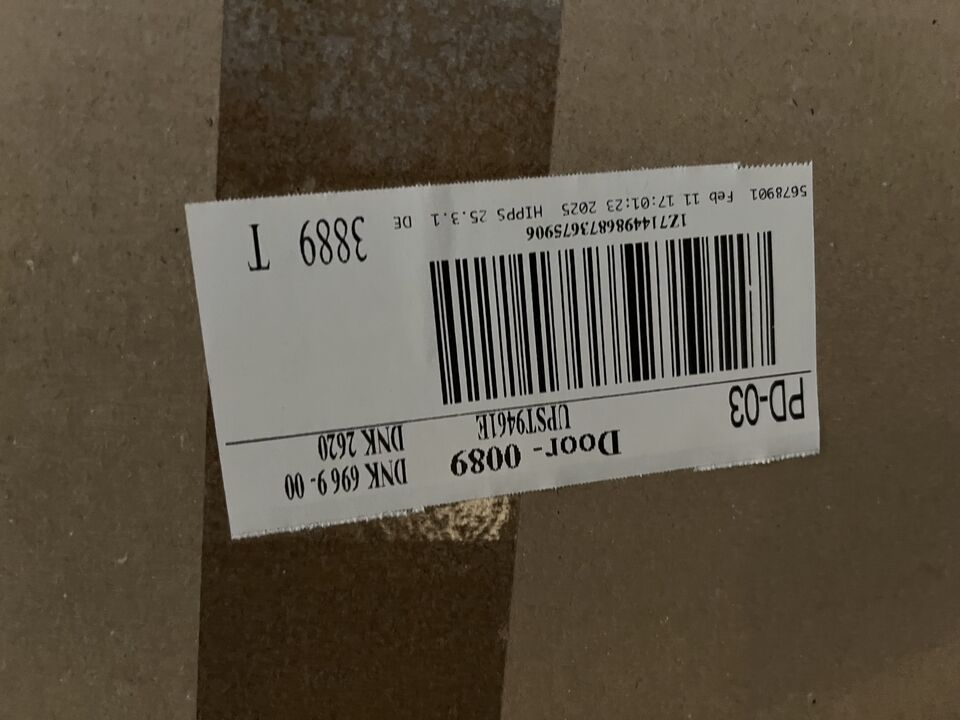 PD-03 Door- 0089 DNK 696 9-00
UPST9461E DNK 2620
1Z7144986873675906
5678901 Feb 11 17:01:23 2025 HIPPS 25.3.1 DE
3889 T